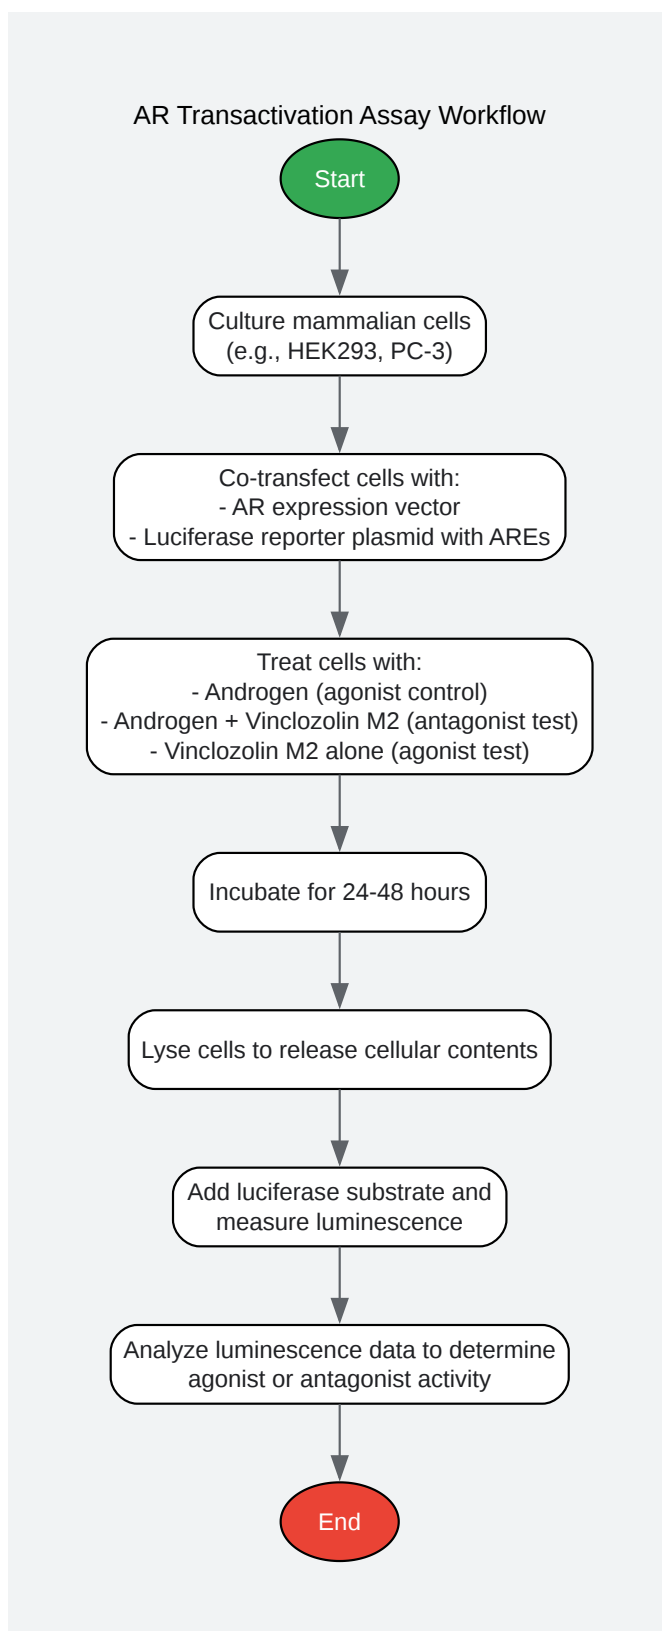 AR Transactivation Assay Workflow
Start
Culture mammalian cells
(e.g., HEK293, PC-3)
Co-transfect cells with:
- AR expression vector
- Luciferase reporter plasmid with AREs
Treat cells with:
- Androgen (agonist control)
- Androgen + Vinclozolin M2 (antagonist test)
- Vinclozolin M2 alone (agonist test)
Incubate for 24-48 hours
Lyse cells to release cellular contents
Add luciferase substrate and
measure luminescence
Analyze luminescence data to determine
agonist or antagonist activity
End